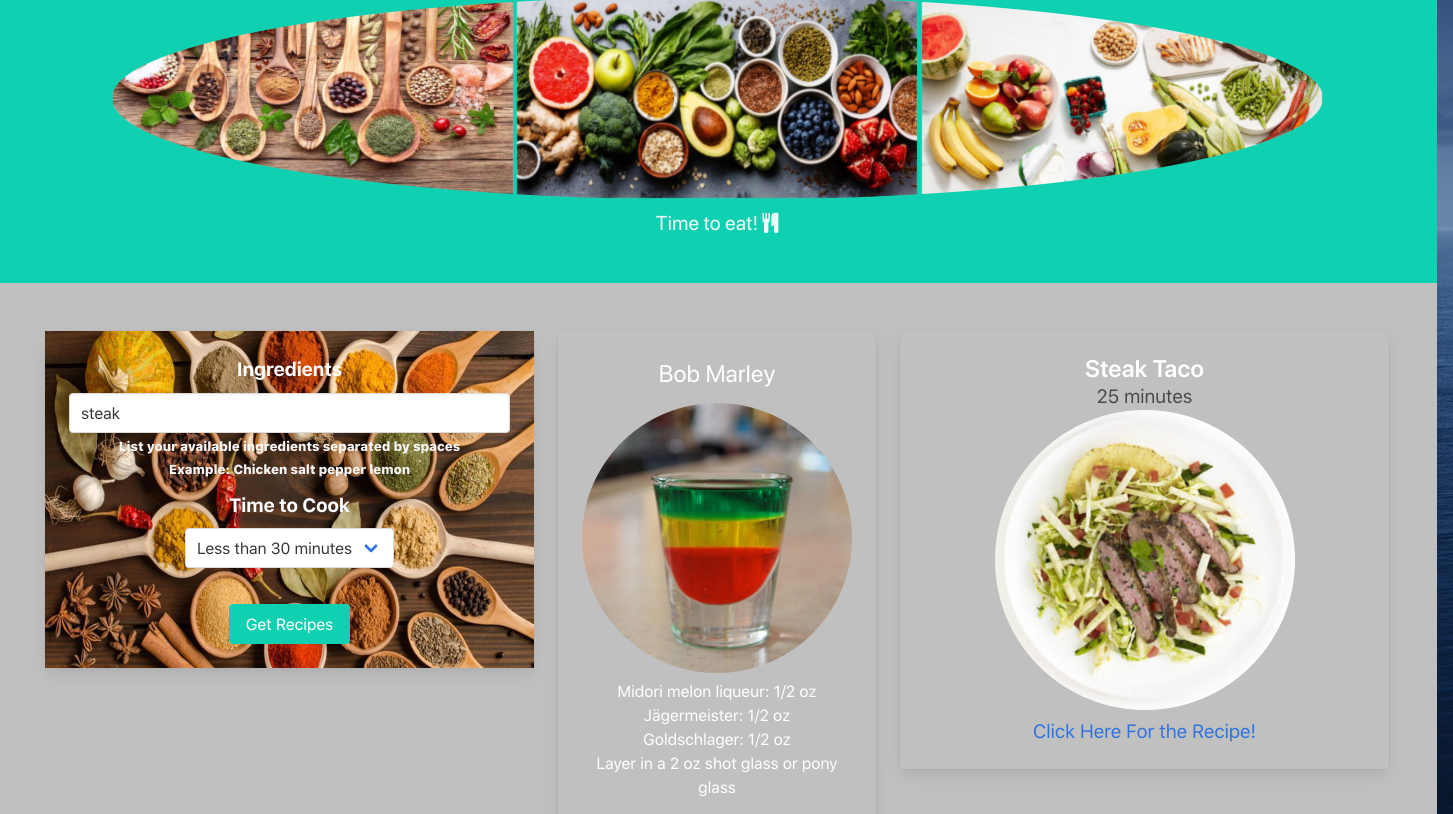 Time to eat!
Ingredients
steak
List your available ingredients separated by spaces
Example: Chicken salt pepper lemon
Time to Cook
Less than 30 minutes
Get Recipes
Bob Marley
Midori melon liqueur: 1/2 oz
Jägermeister: 1/2 oz
Goldschlager: 1/2 oz
Layer in a 2 oz shot glass or pony
glass
Steak Taco
25 minutes
Click Here For the Recipe!